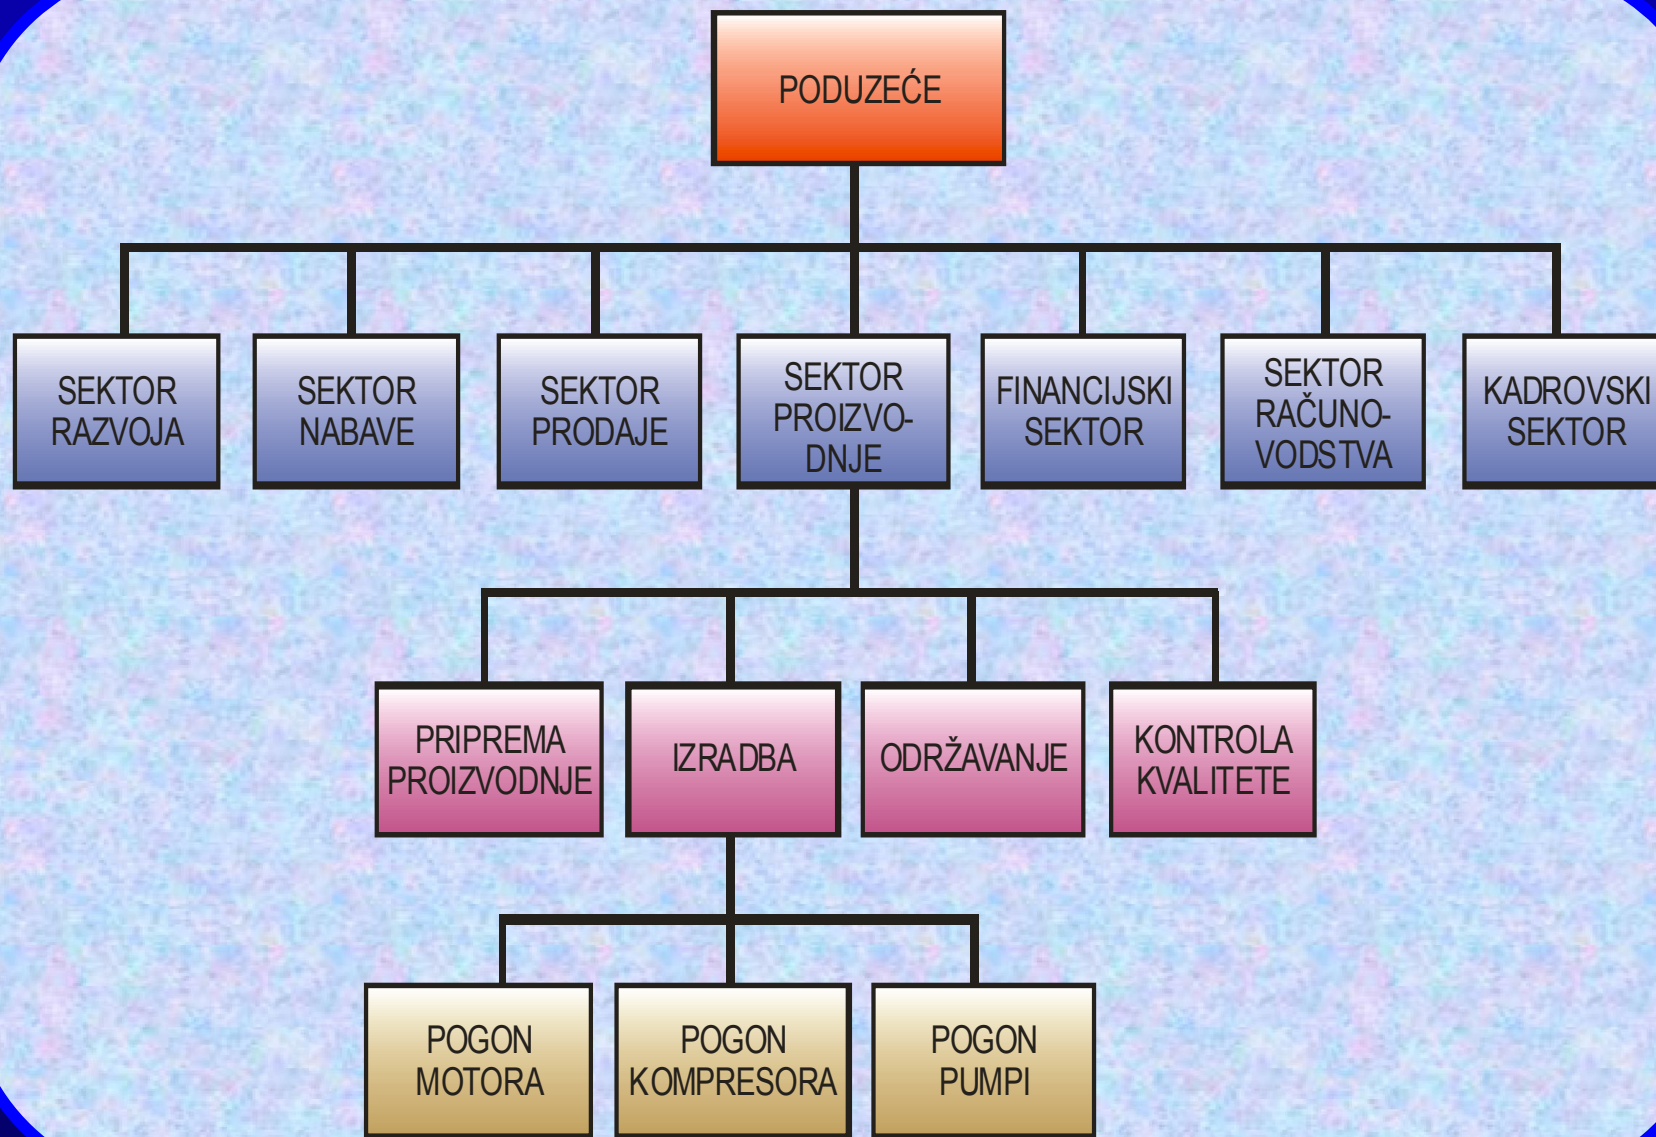 PODUZEĆE
SEKTOR
RAZVOJA
SEKTOR
NABAVE
SEKTOR
PRODAJE
SEKTOR
PROIZVO-
DNJE
FINANCIJSKI
SEKTOR
SEKTOR
RAČUNO-
VODSTVA
KADROVSKI
SEKTOR
PRIPREMA
PROIZVODNJE
IZRADBA
ODRŽAVANJE
KONTROLA
KVALITETE
POGON
MOTORA
POGON
KOMPRESORA
POGON
PUMPI